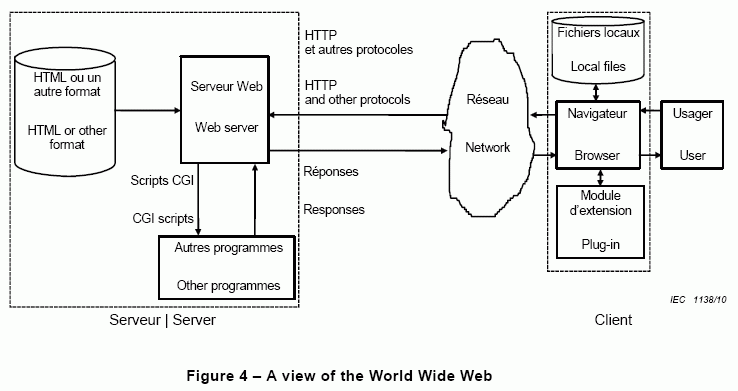 HTML ou un
autre format
HTML or other
format
Serveur Web
Web server
Scripts CGI
CGI scripts
Autres programmes
Other programmes
Serveur | Server
HTTP
et autres protocoles
HTTP
and other protocols
Réponses
Responses
Réseau
Network
Fichiers locaux
Local files
Navigateur
Browser
Usager
User
Module
d'extension
Plug-in
Client
IEC 1138/10
Figure 4 – A view of the World Wide Web